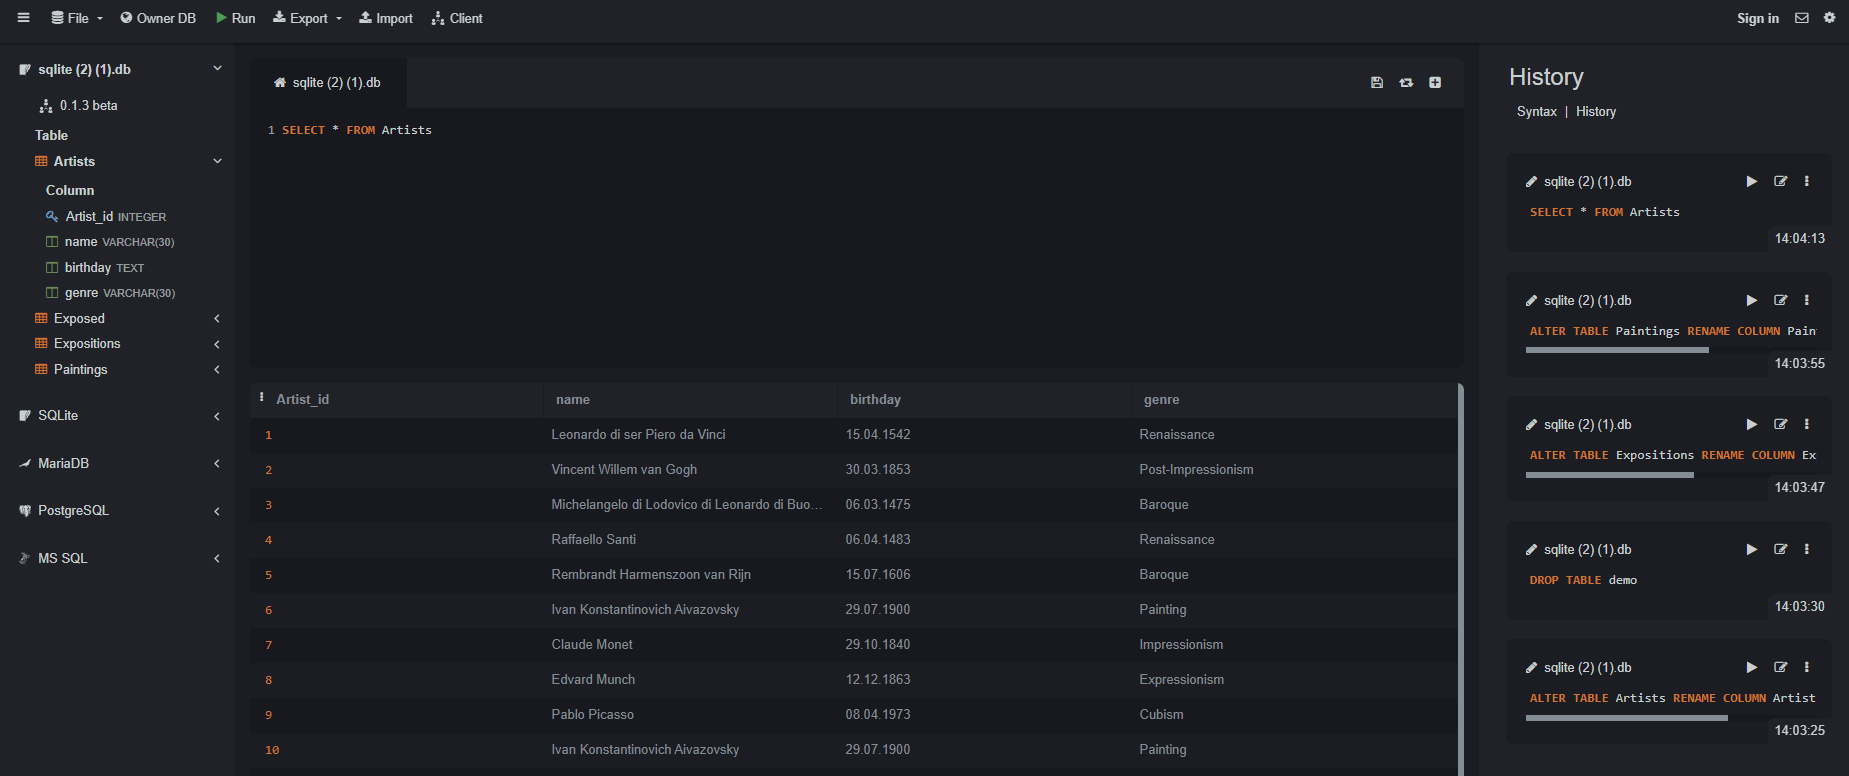 File Owner DB Run Export Import Client Sign in
sqlite (2) (1).db
0.1.3 beta
Table
Artists
Column
Artist_id INTEGER
name VARCHAR(30)
birthday TEXT
genre VARCHAR(30)
Exposed
Expositions
Paintings
SQLite
MariaDB
PostgreSQL
MS SQL
sqlite (2) (1).db
1 SELECT * FROM Artists
Artist_id name birthday genre
1 Leonardo di ser Piero da Vinci 15.04.1542 Renaissance
2 Vincent Willem van Gogh 30.03.1853 Post-Impressionism
3 Michelangelo di Lodovico di Leonardo di Buo... 06.03.1475 Baroque
4 Raffaello Santi 06.04.1483 Renaissance
5 Rembrandt Harmenszoon van Rijn 15.07.1606 Baroque
6 Ivan Konstantinovich Aivazovsky 29.07.1900 Painting
7 Claude Monet 29.10.1840 Impressionism
8 Edvard Munch 12.12.1863 Expressionism
9 Pablo Picasso 08.04.1973 Cubism
10 Ivan Konstantinovich Aivazovsky 29.07.1900 Painting
History
Syntax | History
sqlite (2) (1).db
SELECT * FROM Artists
14:04:13
sqlite (2) (1).db
ALTER TABLE Paintings RENAME COLUMN Pain
14:03:55
sqlite (2) (1).db
ALTER TABLE Expositions RENAME COLUMN Ex
14:03:47
sqlite (2) (1).db
DROP TABLE demo
14:03:30
sqlite (2) (1).db
ALTER TABLE Artists RENAME COLUMN Artist
14:03:25